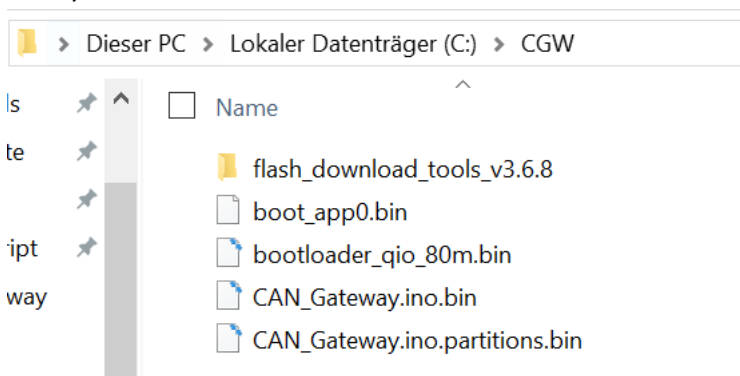 Dieser PC > Lokaler Datenträger (C:) > CGW
Name
ls
te
ript
way
flash_download_tools_v3.6.8
boot_app0.bin
bootloader_qio_80m.bin
CAN_Gateway.ino.bin
CAN_Gateway.ino.partitions.bin